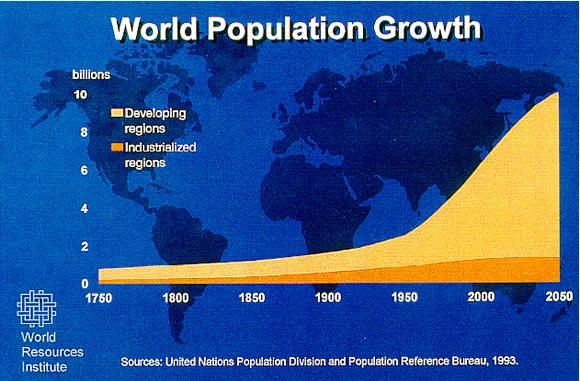 World Population Growth
billions
10
8
6
4
2
0
Developing
regions
Industrialized
regions
1750 1800 1850 1900 1950 2000 2050
World
Resources
Institute
Sources: United Nations Population Division and Population Reference Bureau, 1993.